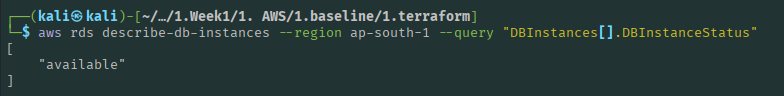 ┌──(kali㉿kali)-[~/…/1.Week1/1. AWS/1.baseline/1.terraform]
└─$ aws rds describe-db-instances --region ap-south-1 --query "DBInstances[].DBInstanceStatus"
[
    "available"
]